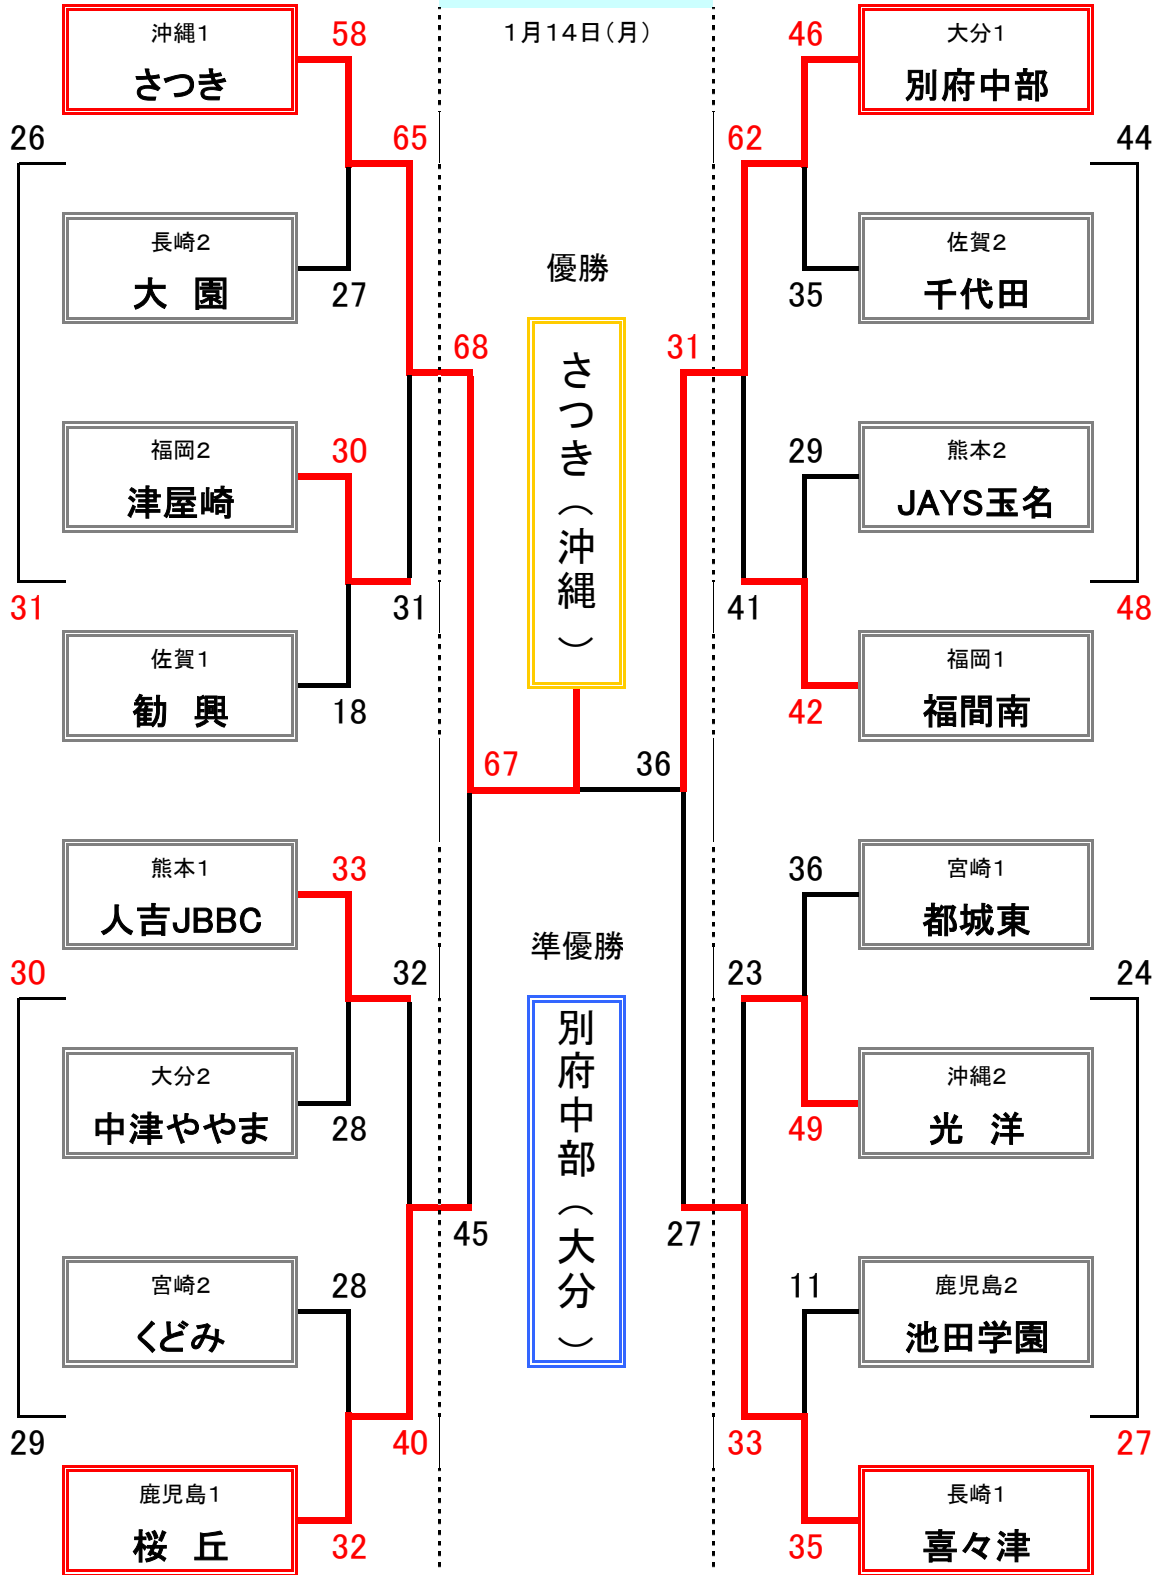 沖縄1
さつき
58
1月14日(月)
46
大分1
別府中部
26
65
62
44
長崎2
大 園
27
優勝
35
佐賀2
千代田
68
さつき(沖縄)
31
福岡2
津屋崎
30
29
熊本2
JAYS玉名
31
31
41
48
佐賀1
勧 興
18
42
福岡1
福間南
67
36
熊本1
人吉JBBC
33
36
宮崎1
都城東
準優勝
30
32
23
24
別府中部(大分)
大分2
中津ややま
28
49
沖縄2
光 洋
45
27
宮崎2
くどみ
28
11
鹿児島2
池田学園
29
40
33
27
鹿児島1
桜 丘
32
35
長崎1
喜々津